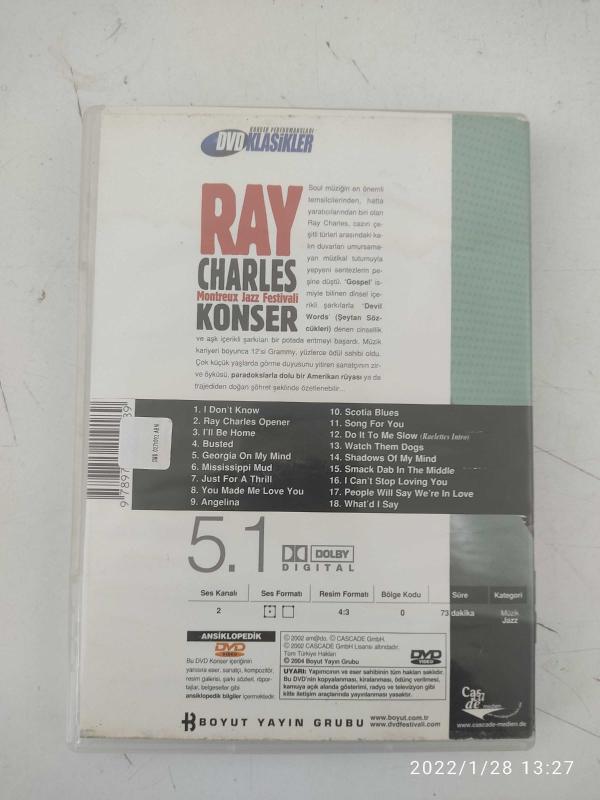 KONSER PERFORMANSLARI
DVD KLASİKLER
RAY
CHARLES
Montreux Jazz Festivali
KONSER
Soul müziğin en önemli
temsilcilerinden, hatta
yaratıcılarından biri olan
Ray Charles, cazın çe-
şitli türleri arasındaki ka-
lın duvarları umursama-
yan müzikal tutumuyla
yepyeni sentezlerin pe-
şine düştü. 'Gospel' is-
miyle bilinen dinsel içe-
rikli şarkılarla 'Devil
Words' (Şeytan Söz-
cükleri) denen cinsellik
ve aşk içerikli şarkıları bir potada eritmeyi başardı. Müzik
kariyeri boyunca 12'si Grammy, yüzlerce ödül sahibi oldu.
Çok küçük yaşlarda görme duyusunu yitiren sanatçının zir-
ve öyküsü, paradokslarla dolu bir Amerikan rüyası ya da
trajediden doğan şöhret şeklinde özetlenebilir...
1. I Don't Know
2. Ray Charles Opener
3. I'll Be Home
4. Busted
5. Georgia On My Mind
6. Mississippi Mud
7. Just For A Thrill
8. You Made Me Love You
9. Angelina
10. Scotia Blues
11. Song For You
12. Do It To Me Slow (Raelettes Intro)
13. Watch Them Dogs
14. Shadows Of My Mind
15. Smack Dab In The Middle
16. I Can't Stop Loving You
17. People Will Say We're In Love
18. What'd I Say
9 7897
39
5.1
DOLBY
DIGITAL
Ses Kanalı Ses Formatı Resim Formatı Bölge Kodu Süre Kategori
2 4:3 0 73 dakika Müzik
Jazz
ANSİKLOPEDİK
DVD
VIDEO
Bu DVD Konser içeriğinin
yanısıra eser, sanatçı, kompozitör,
resim galerisi, şarkı sözleri, röpor-
tajlar, belgeseller gibi
ansiklopedik bilgiler içermektedir.
© 2002 am@do. © CASCADE GmbH.
© 2002 CASCADE GmbH Lisansı altındadır.
Tüm Türkiye Hakları
© 2004 Boyut Yayın Grubu
DVD
VIDEO
UYARI: Yapımcının ve eser sahibinin tüm hakları saklıdır.
Bu DVD'nin kopyalanması, kiralanması, ödünç verilmesi,
kamuya açık alanda gösterimi, radyo ve televizyon gibi
kitle iletişim araçlarında yayınlanması yasaktır.
Cascade
medien
www.cascade-medien.de
BOYUT YAYIN GRUBU
www.boyut.com.tr
www.dvdfestivali.com
2022/1/28 13:27